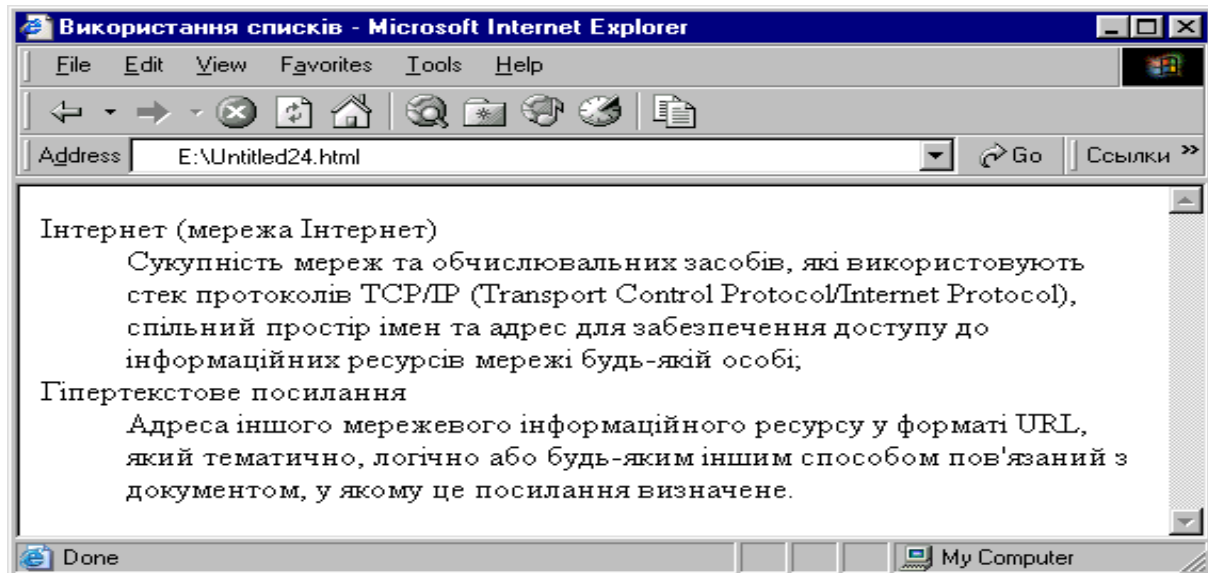 Використання списків - Microsoft Internet Explorer
File Edit View Favorites Tools Help
Address E:\Untitled24.html Go Ссылки »
Інтернет (мережа Інтернет)
Сукупність мереж та обчислювальних засобів, які використовують
стек протоколів TCP/IP (Transport Control Protocol/Internet Protocol),
спільний простір імен та адрес для забезпечення доступу до
інформаційних ресурсів мережі будь-якій особі;
Гіпертекстове посилання
Адреса іншого мережевого інформаційного ресурсу у форматі URL,
який тематично, логічно або будь-яким іншим способом пов'язаний з
документом, у якому це посилання визначене.
Done My Computer